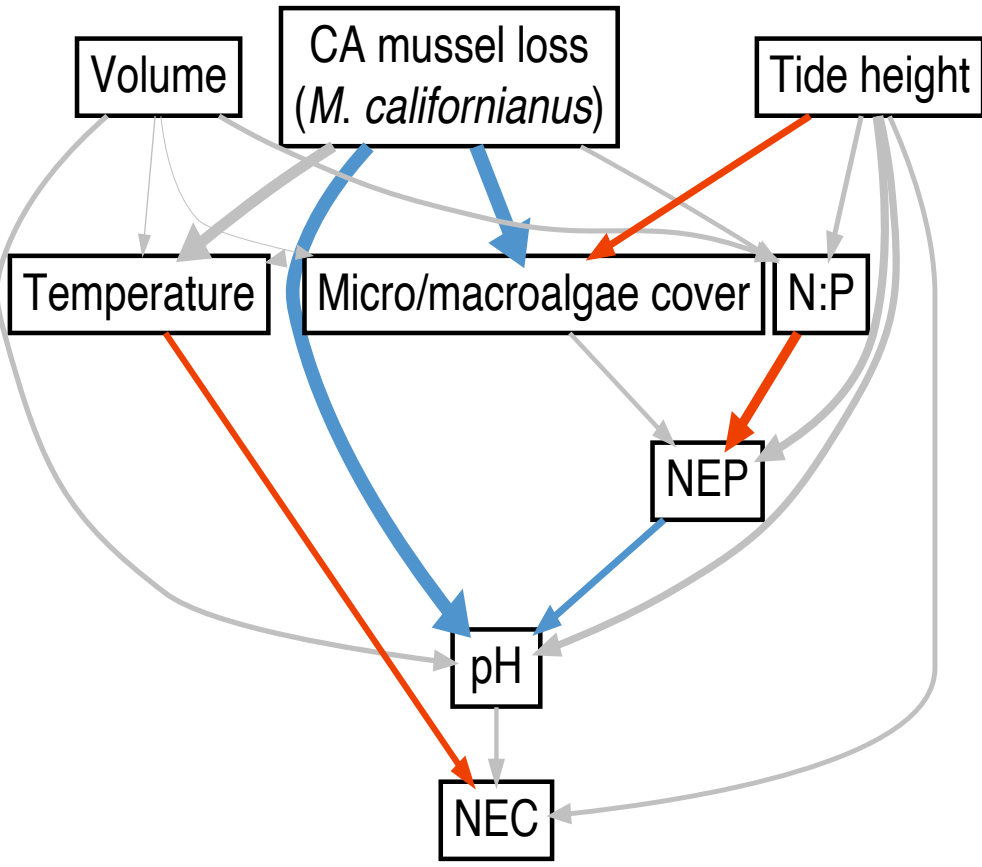 Volume
CA mussel loss
(M. californianus)
Tide height
Temperature
Micro/macroalgae cover
N:P
NEP
pH
NEC